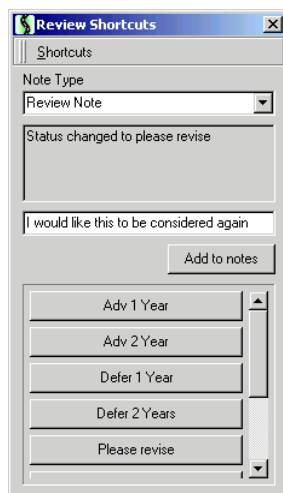 Review Shortcuts
Shortcuts
Note Type
Review Note
Status changed to please revise
I would like this to be considered again
Add to notes
Adv 1 Year
Adv 2 Year
Defer 1 Year
Defer 2 Years
Please revise